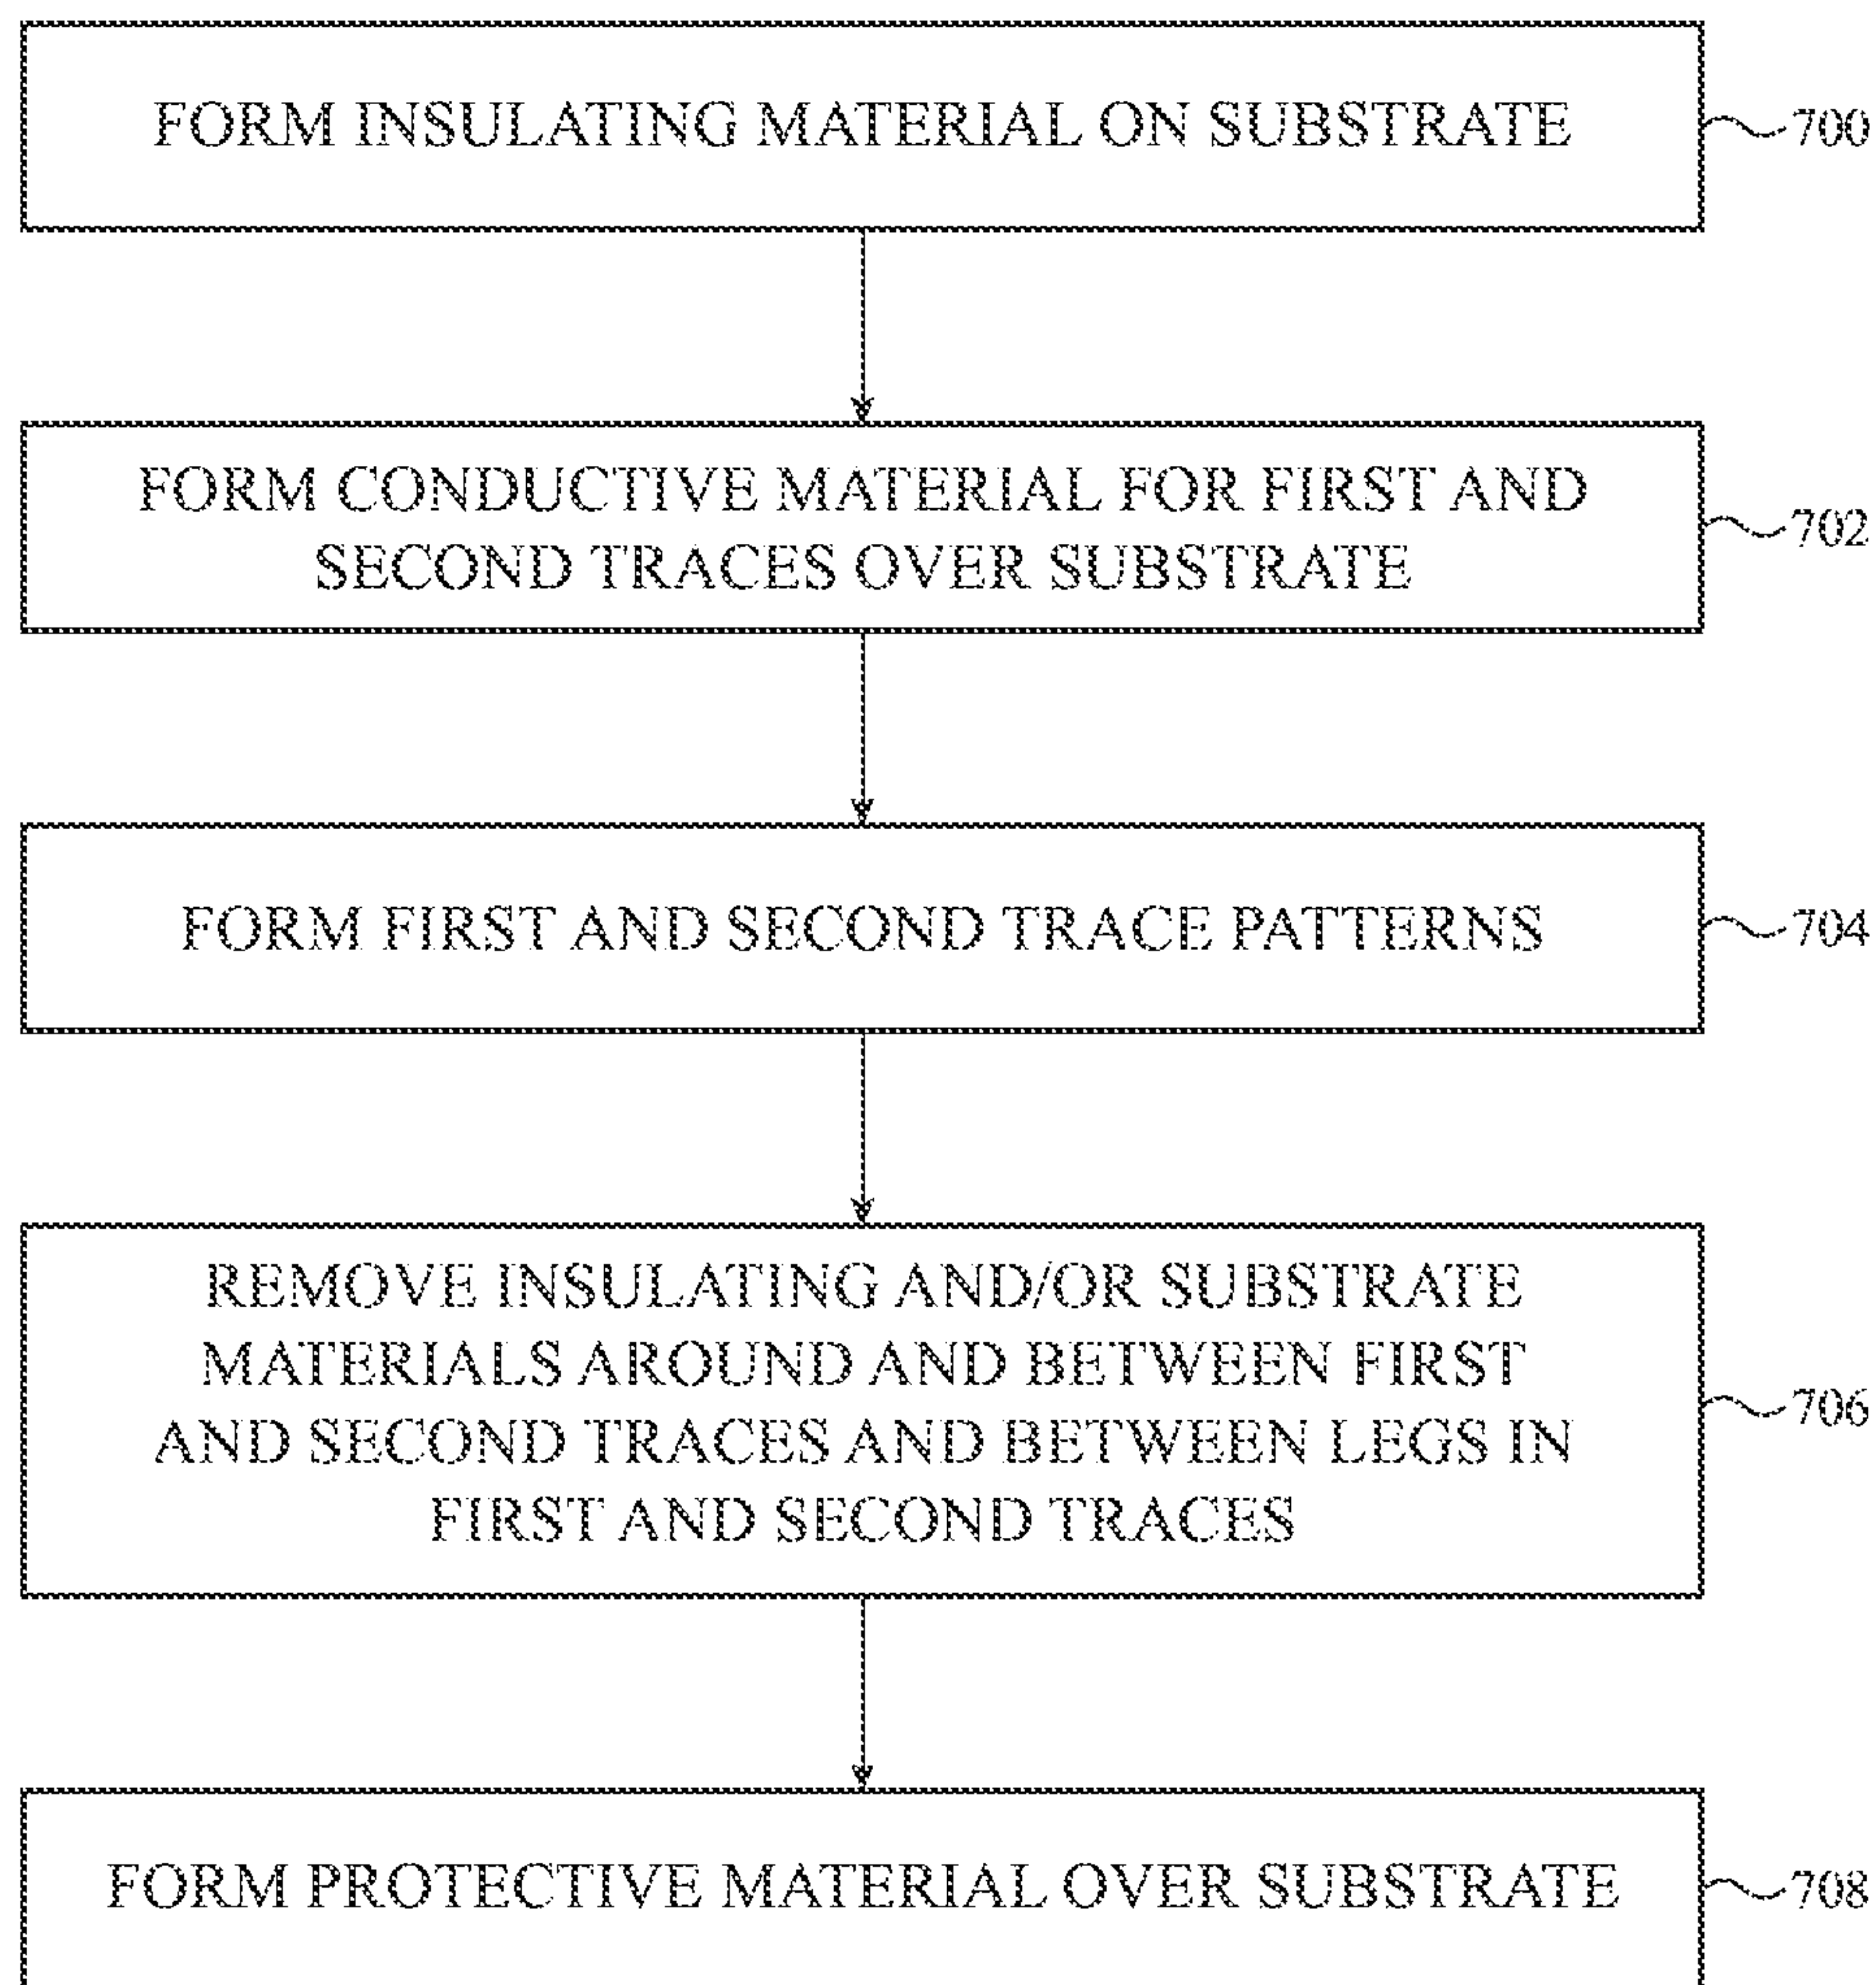 FORM INSULATING MATERIAL ON SUBSTRATE
700
FORM CONDUCTIVE MATERIAL FOR FIRST AND
SECOND TRACES OVER SUBSTRATE
702
FORM FIRST AND SECOND TRACE PATTERNS
704
REMOVE INSULATING AND/OR SUBSTRATE
MATERIALS AROUND AND BETWEEN FIRST
AND SECOND TRACES AND BETWEEN LEGS IN
FIRST AND SECOND TRACES
706
FORM PROTECTIVE MATERIAL OVER SUBSTRATE
708